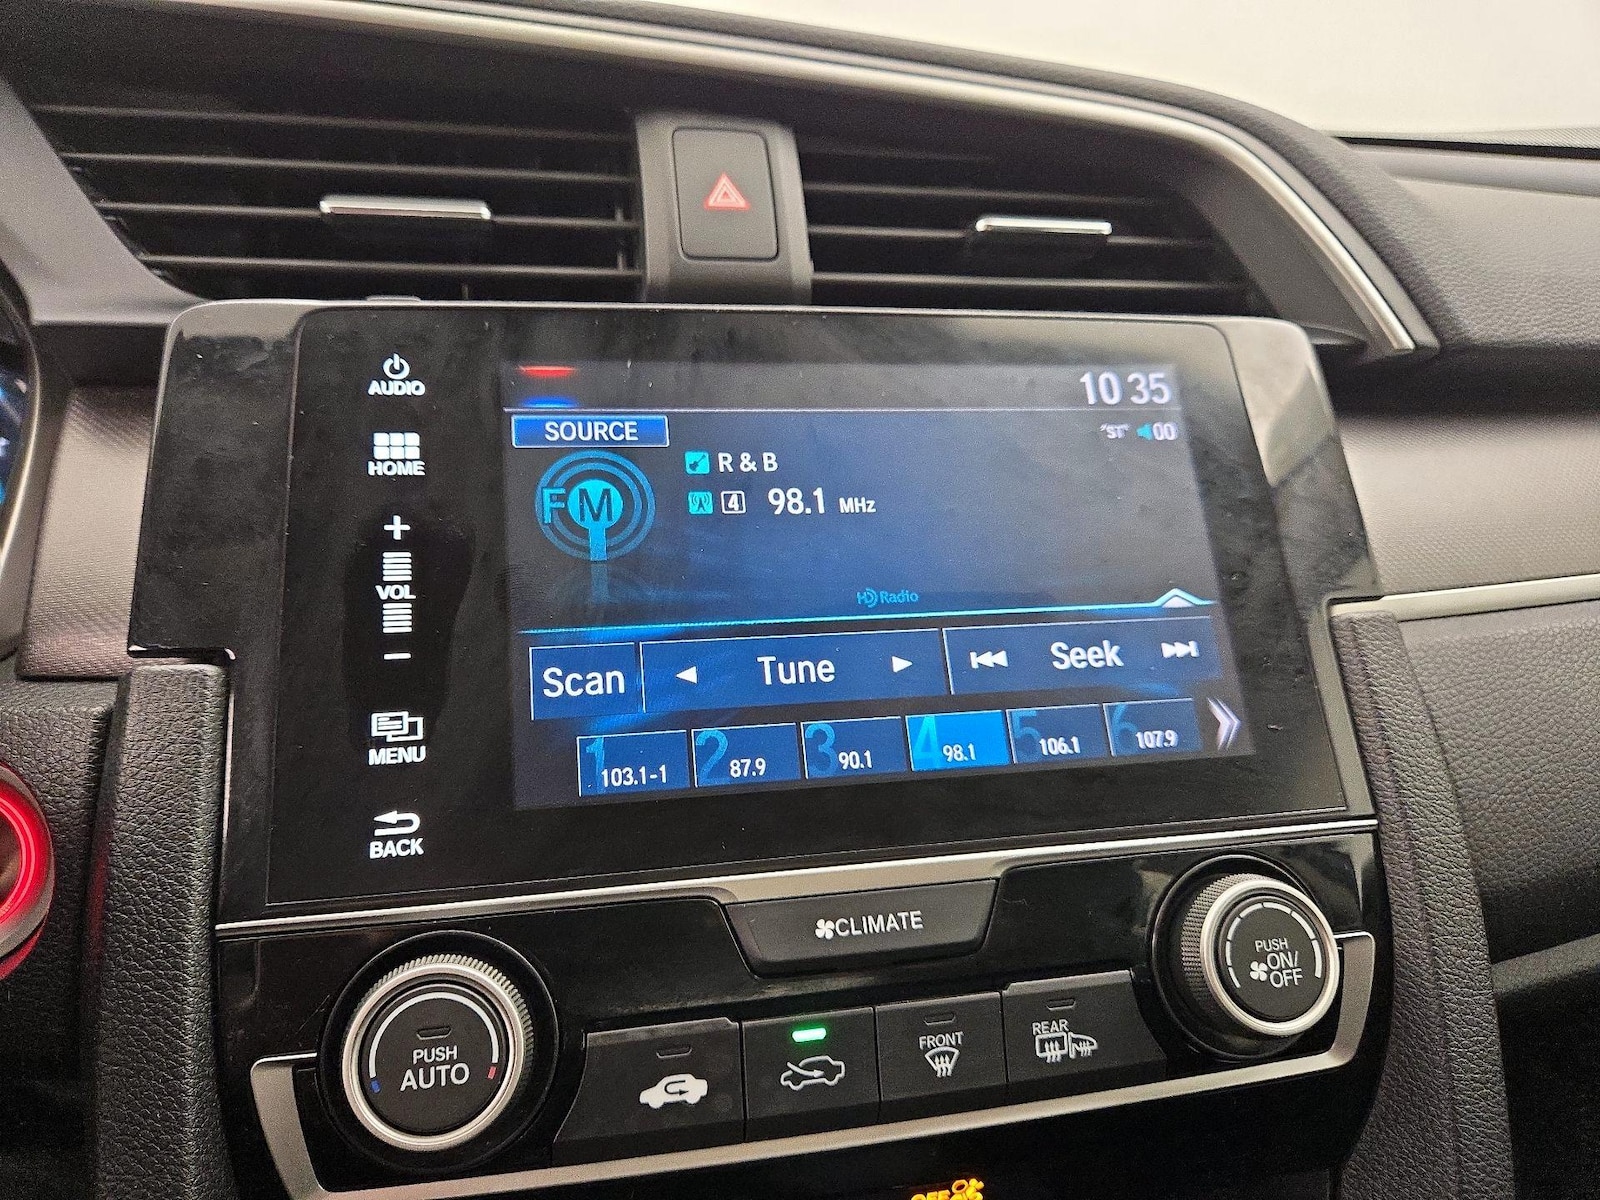 AUDIO
HOME
+
VOL
−
MENU
BACK
10 35
SOURCE
"ST" 00
FM
R & B
4 98.1 MHz
HD Radio
Scan
Tune
Seek
1 103.1-1
2 87.9
3 90.1
4 98.1
5 106.1
6 107.9
CLIMATE
PUSH
AUTO
FRONT
REAR
PUSH
ON/
OFF
OFF